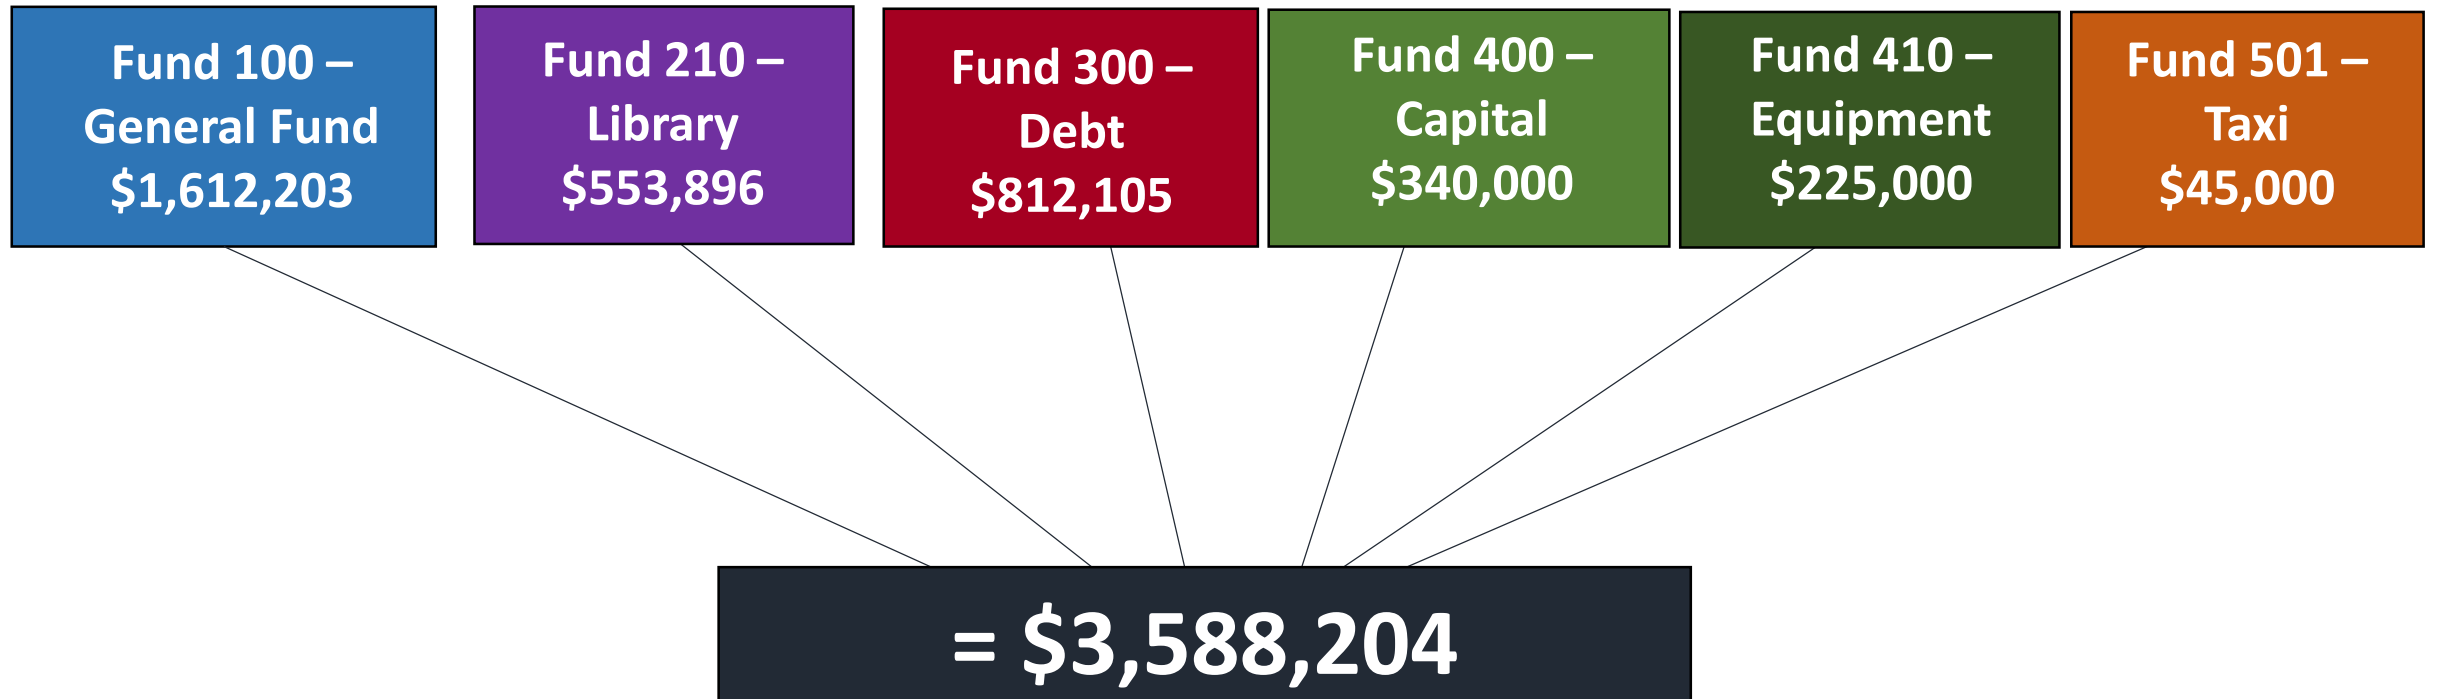 Fund 100 –
General Fund
$1,612,203
Fund 210 –
Library
$553,896
Fund 300 –
Debt
$812,105
Fund 400 –
Capital
$340,000
Fund 410 –
Equipment
$225,000
Fund 501 –
Taxi
$45,000
= $3,588,204